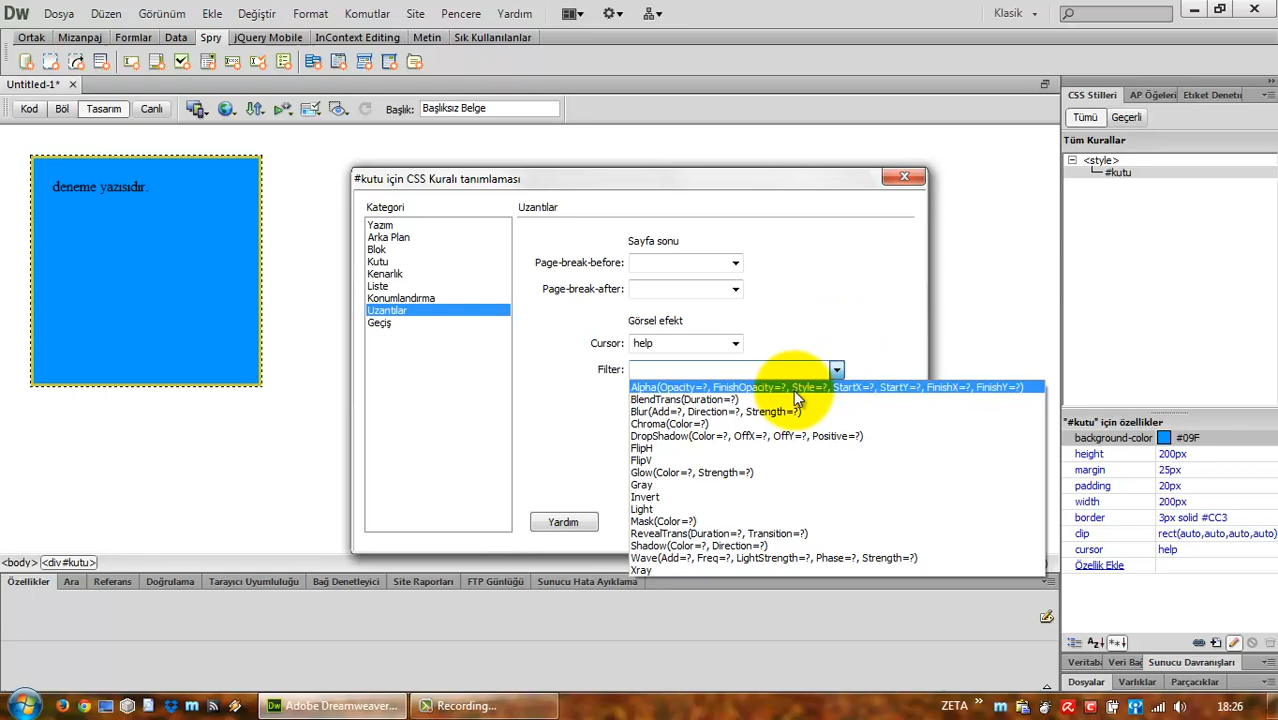 Dw Dosya Düzen Görünüm Ekle Değiştir Format Komutlar Site Pencere Yardım Klasik
Ortak Mizanpaj Formlar Data Spry jQuery Mobile InContext Editing Metin Sık Kullanılanlar
Untitled-1*
Kod Böl Tasarım Canlı Başlık: Başlıksız Belge
CSS Stilleri AP Öğeleri Etiket Denetin
Tümü Geçerli
Tüm Kurallar
<style>
#kutu
deneme yazısıdır.
#kutu için CSS Kuralı tanımlaması
Kategori
Yazım
Arka Plan
Blok
Kutu
Kenarlık
Liste
Konumlandırma
Uzantılar
Geçiş
Uzantılar
Sayfa sonu
Page-break-before:
Page-break-after:
Görsel efekt
Cursor: help
Filter:
Alpha(Opacity=?, FinishOpacity=?, Style=?, StartX=?, StartY=?, FinishX=?, FinishY=?)
BlendTrans(Duration=?)
Blur(Add=?, Direction=?, Strength=?)
Chroma(Color=?)
DropShadow(Color=?, OffX=?, OffY=?, Positive=?)
FlipH
FlipV
Glow(Color=?, Strength=?)
Gray
Invert
Light
Mask(Color=?)
RevealTrans(Duration=?, Transition=?)
Shadow(Color=?, Direction=?)
Wave(Add=?, Freq=?, LightStrength=?, Phase=?, Strength=?)
Xray
Yardım
"#kutu" için özellikler
background-color #09F
height 200px
margin 25px
padding 20px
width 200px
border 3px solid #CC3
clip rect(auto,auto,auto,auto)
cursor help
Özellik Ekle
<body> <div#kutu>
Özellikler Ara Referans Doğrulama Tarayıcı Uyumluluğu Bağ Denetleyici Site Raporları FTP Günlüğü Sunucu Hata Ayıklama
Veritaba Veri Bağ Sunucu Davranışları
Dosyalar Varlıklar Parçacıklar
Adobe Dreamweaver... Recording... ZETA 18:26